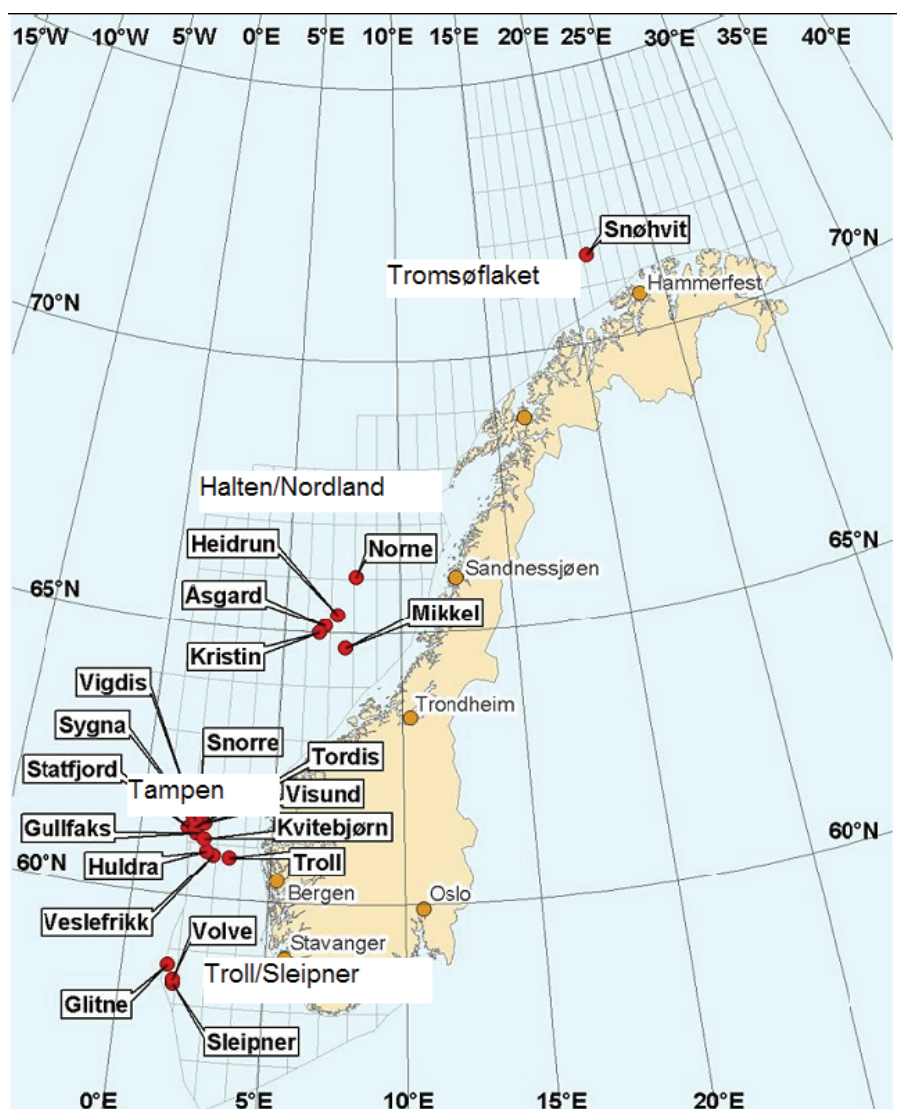 15°W 10°W 5°W 0°E 5°E 10°E 15°E 20°E 25°E 30°E 35°E 40°E
Snøhvit
70°N
Tromsøflaket
Hammerfest
70°N
Halten/Nordland
Heidrun
Norne
65°N
Sandnessjøen
Asgard
65°N
Mikkel
Kristin
Vigdis
Trondheim
Sygna
Snorre
Tordis
Statfjord
Tampen
Visund
Gullfaks
Kvitebjørn
60°N
60°N
Huldra
Troll
Bergen
Oslo
Veslefrikk
Volve
Stavanger
Troll/Sleipner
Glitne
Sleipner
0°E 5°E 10°E 15°E 20°E